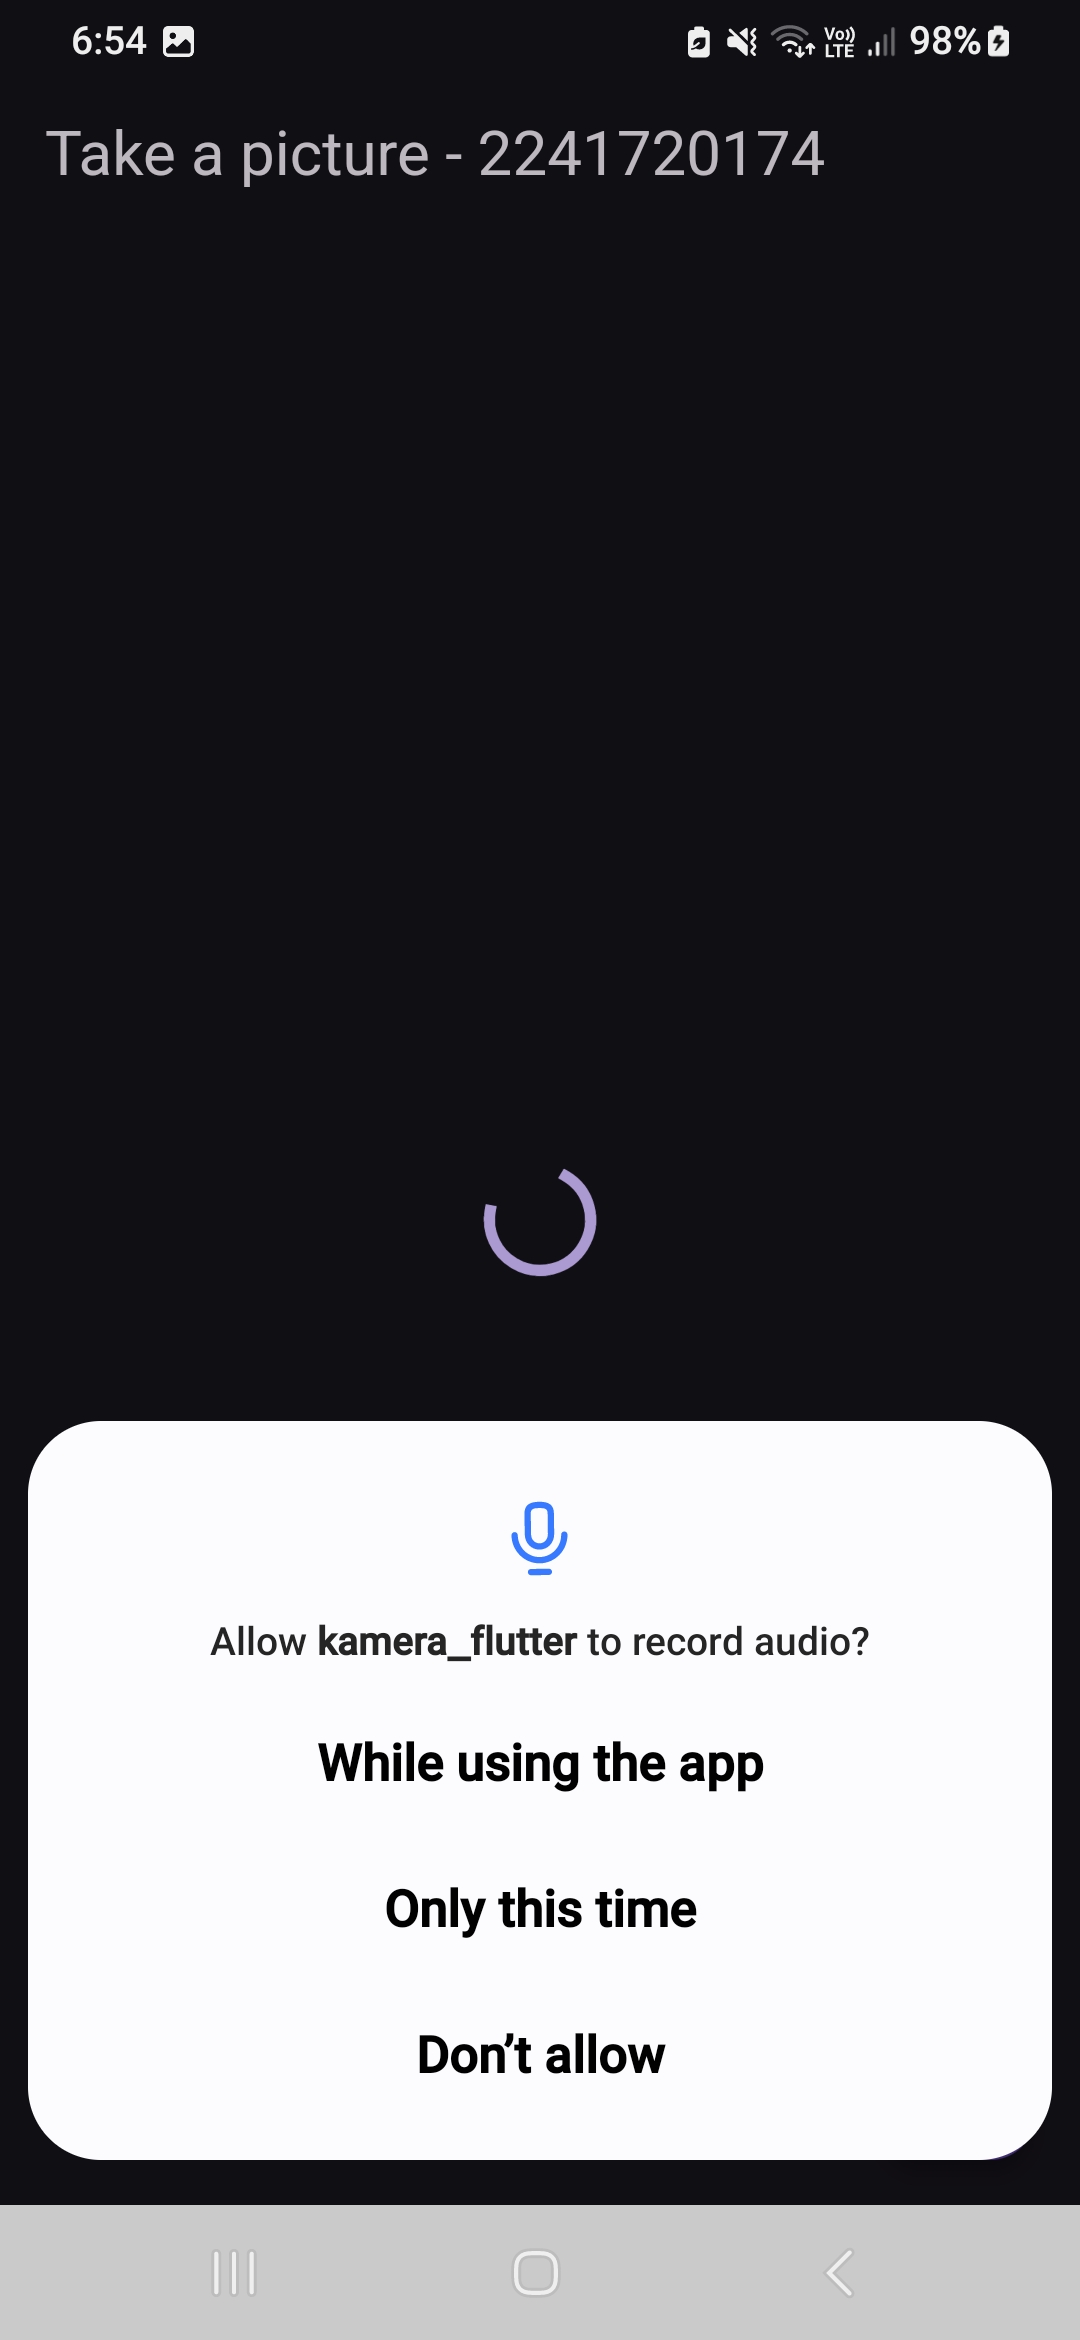 6:54
Vo)) LTE 98%
Take a picture - 2241720174
Allow kamera_flutter to record audio?
While using the app
Only this time
Don’t allow